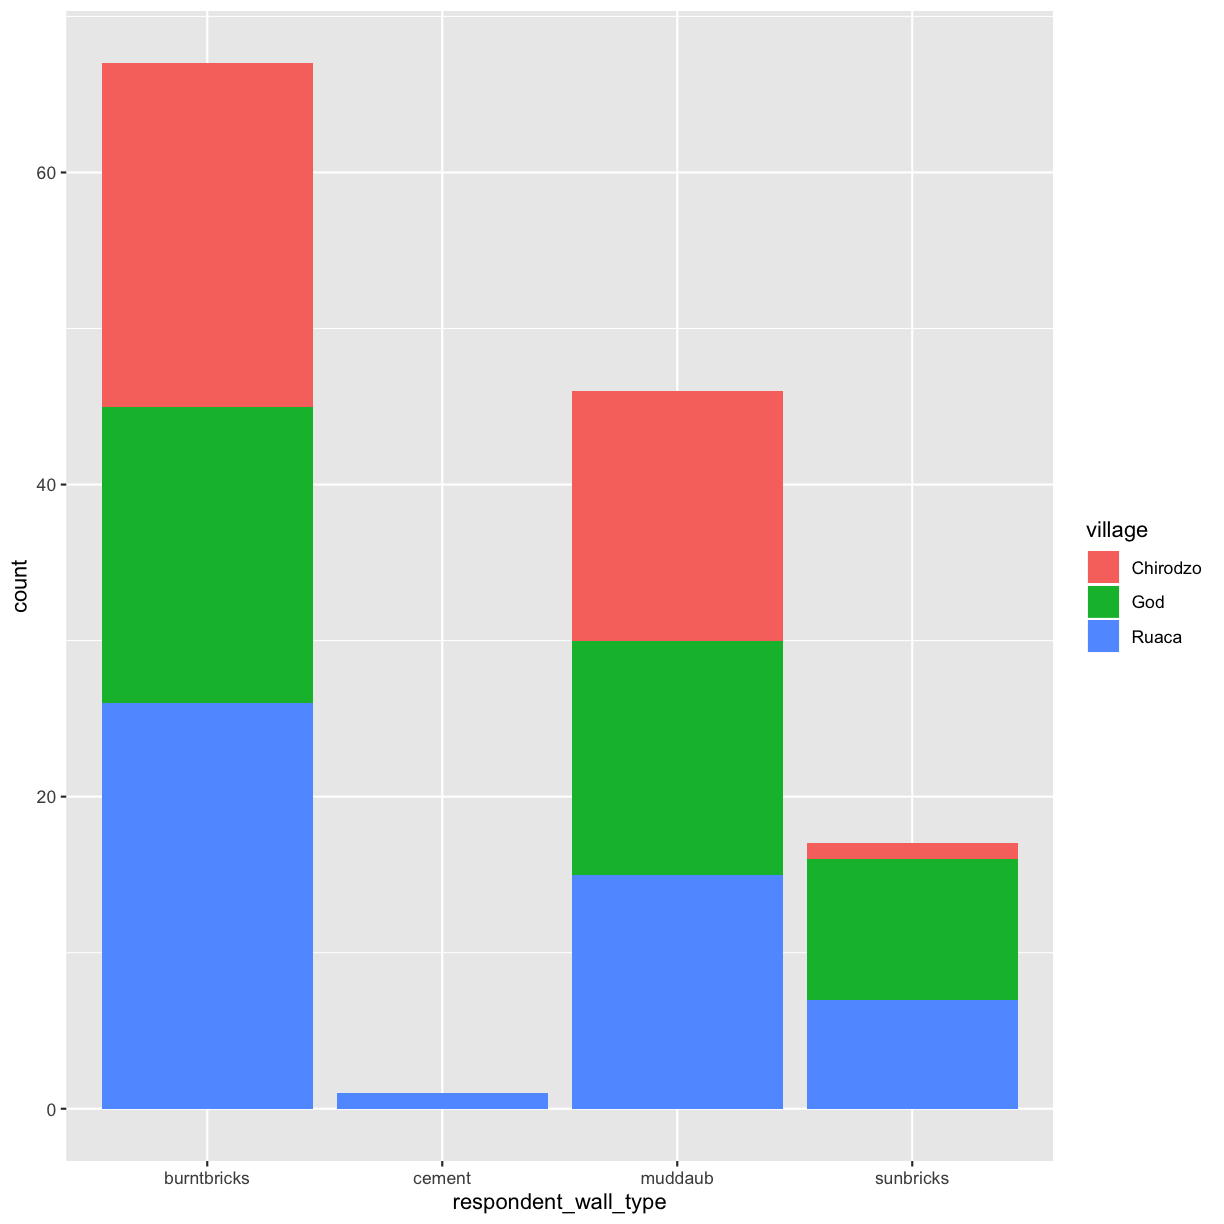 60
40
20
0
count
burntbricks
cement
muddaub
sunbricks
respondent_wall_type
village
Chirodzo
God
Ruaca